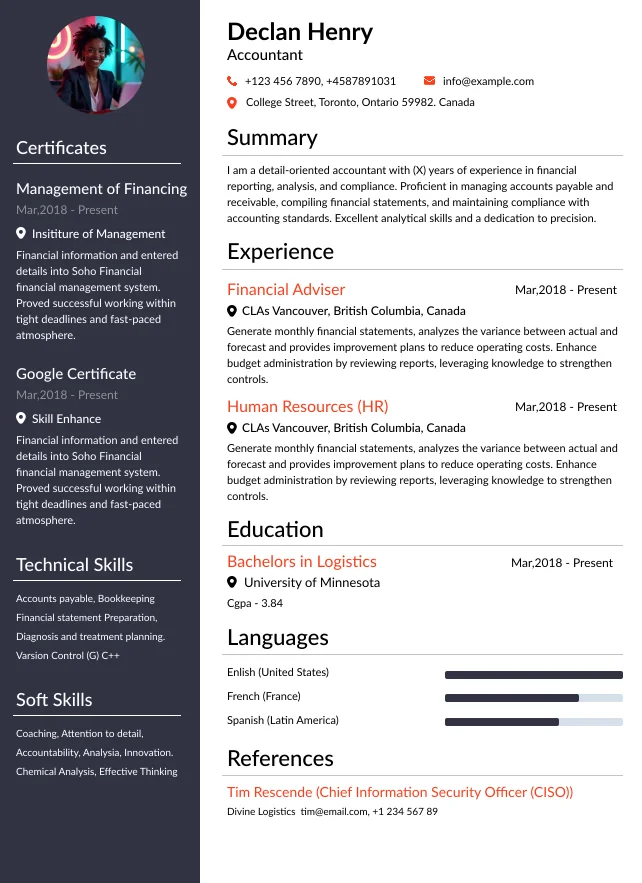 Declan Henry
Accountant
+123 456 7890, +4587891031
info@example.com
College Street, Toronto, Ontario 59982. Canada
Certificates
Management of Financing
Mar,2018 - Present
Insititure of Management
Financial information and entered
details into Soho Financial
financial management system.
Proved successful working within
tight deadlines and fast-paced
atmosphere.
Google Certificate
Mar,2018 - Present
Skill Enhance
Financial information and entered
details into Soho Financial
financial management system.
Proved successful working within
tight deadlines and fast-paced
atmosphere.
Technical Skills
Accounts payable, Bookkeeping
Financial statement Preparation,
Diagnosis and treatment planning.
Varsion Control (G) C++
Soft Skills
Coaching, Attention to detail,
Accountability, Analysia, Innovation.
Chemical Analysis, Effective Thinking
Summary
I am a detail-oriented accountant with (X) years of experience in financial
reporting, analysis, and compliance. Proficient in managing accounts payable and
receivable, compiling financial statements, and maintaining compliance with
accounting standards. Excellent analytical skills and a dedication to precision.
Experience
Financial Adviser
Mar,2018 - Present
CLAs Vancouver, British Columbia, Canada
Generate monthly financial statements, analyzes the variance between actual and
forecast and provides improvement plans to reduce operating costs. Enhance
budget administration by reviewing reports, leveraging knowledge to strengthen
controls.
Human Resources (HR)
Mar,2018 - Present
CLAs Vancouver, British Columbia, Canada
Generate monthly financial statements, analyzes the variance between actual and
forecast and provides improvement plans to reduce operating costs. Enhance
budget administration by reviewing reports, leveraging knowledge to strengthen
controls.
Education
Bachelors in Logistics
Mar,2018 - Present
University of Minnesota
Cgpa - 3.84
Languages
Enlish (United States)
French (France)
Spanish (Latin America)
References
Tim Rescende (Chief Information Security Officer (CISO))
Divine Logistics tim@email.com, +1 234 567 89